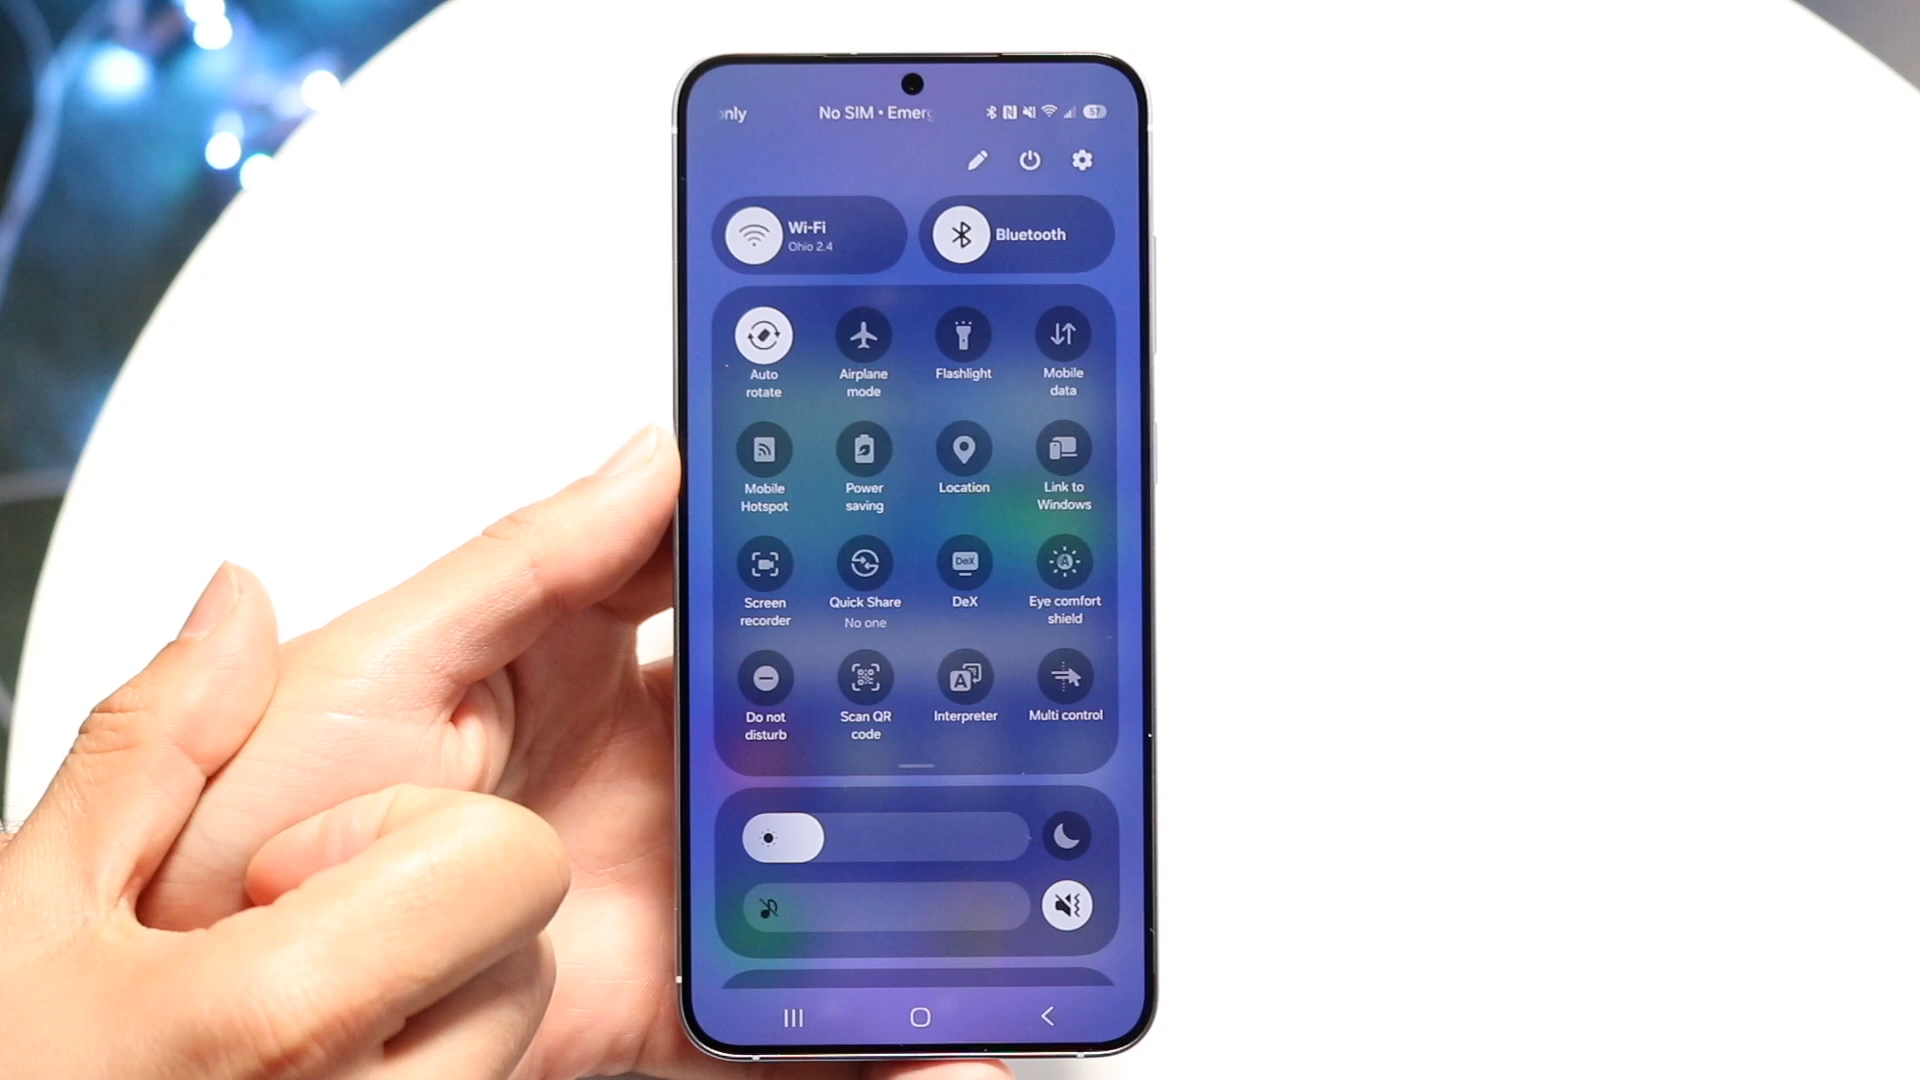 only No SIM • Emerg 57
Wi-Fi
Ohio 2.4
Bluetooth
Auto rotate
Airplane mode
Flashlight
Mobile data
Mobile Hotspot
Power saving
Location
Link to Windows
Screen recorder
Quick Share
No one
DeX
DeX
Eye comfort shield
Do not disturb
Scan QR code
A
Interpreter
Multi control